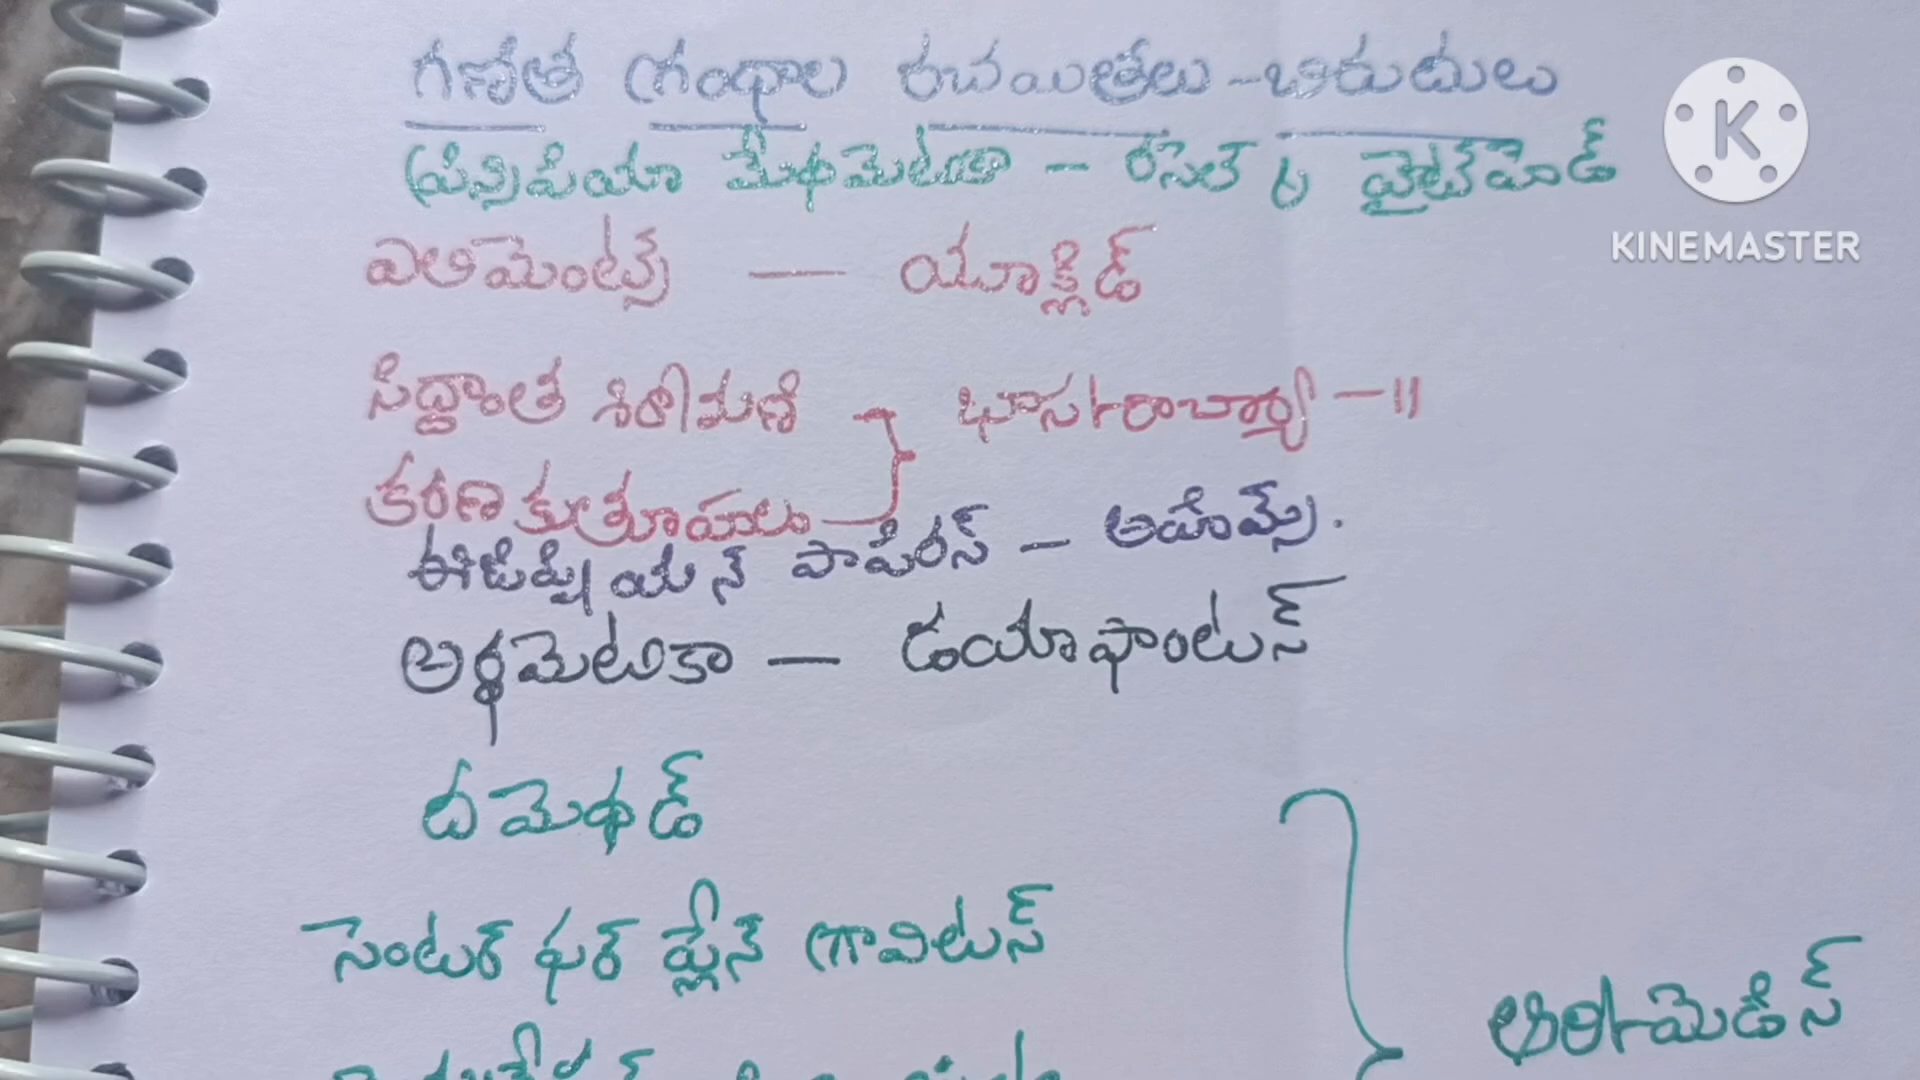 గణిత గ్రంథాల రచయితలు - బిరుదులు
ప్రిన్సిపియా మేథమెటికా - రసెల్ & వైట్‌హెడ్
ఎలిమెంట్స్ — యూక్లిడ్
సిద్ధాంత శిరోమణి
కరణ కుతూహలం
భాస్కరాచార్య - II
ఈజిప్షియన్ పాపిరస్ - అహ్మెస్.
అర్థమెటికా - డయోఫాంటస్
ది మెథడ్
సెంటర్ ఫర్ ప్లేన్ గ్రావిటస్
ఆర్కిమెడిస్
K
KINEMASTER